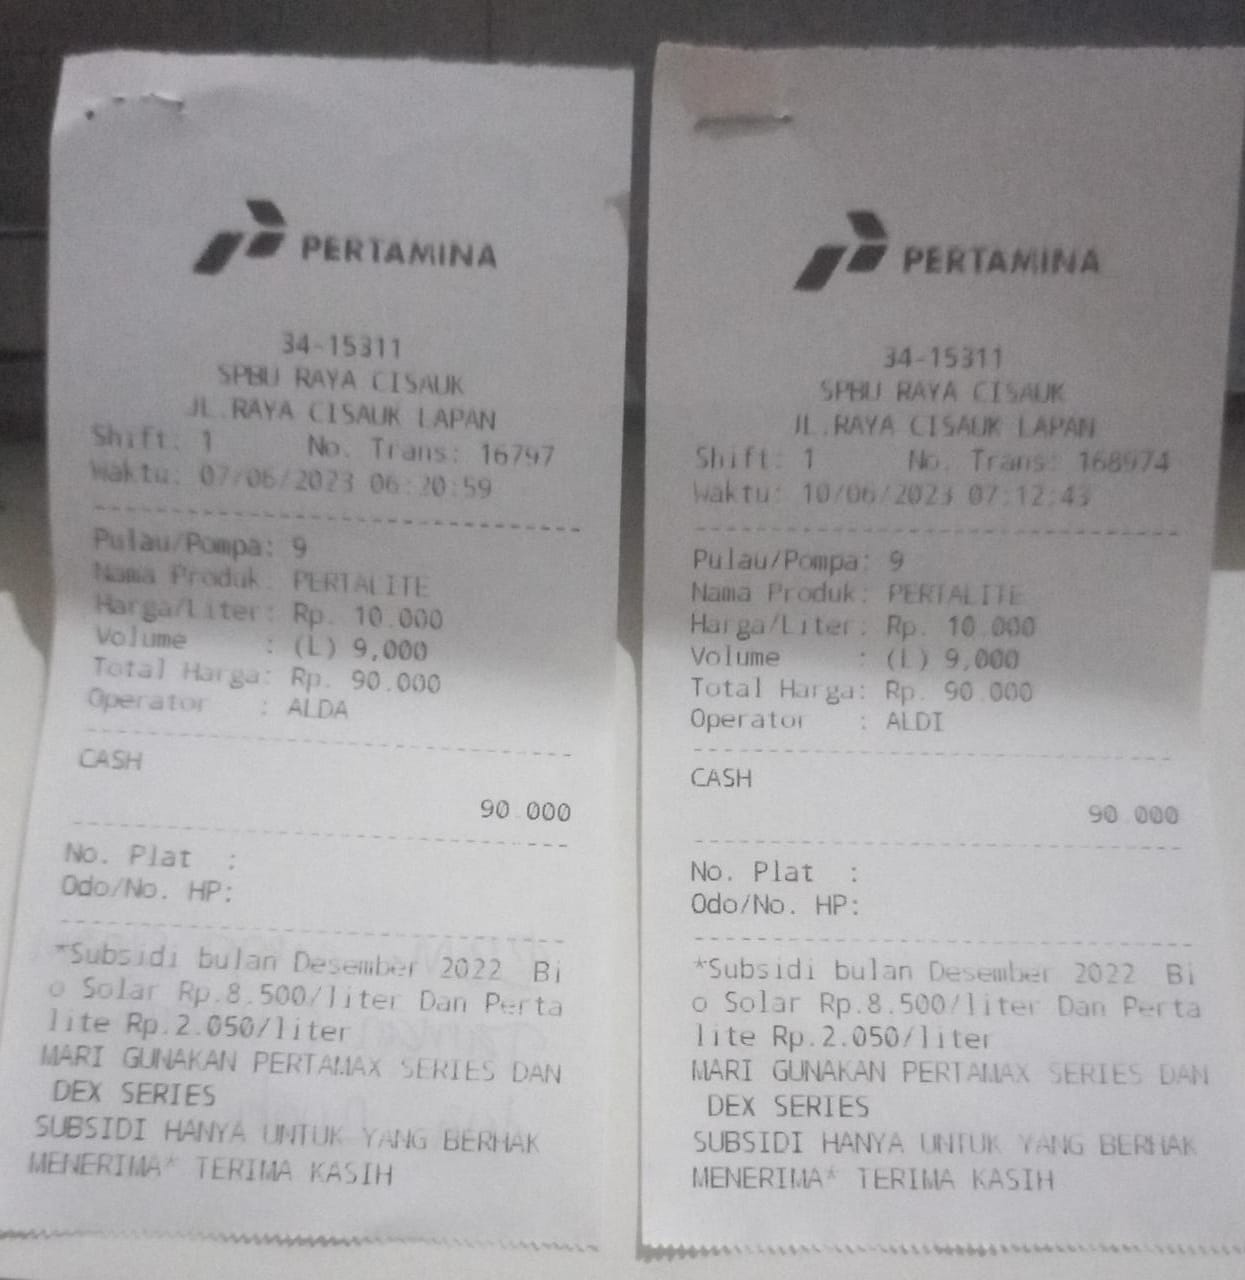 PERTAMINA
34-15311
SPBU RAYA CISAUK
JL.RAYA CISAUK LAPAN
Shift: 1 No. Trans: 16797
Waktu: 07/06/2023 06:20:59
Pulau/Pompa: 9
Nama Produk: PERTALITE
Harga/Liter: Rp. 10.000
Volume : (L) 9,000
Total Harga: Rp. 90.000
Operator : ALDA
CASH
90.000
No. Plat :
Odo/No. HP:
*Subsidi bulan Desember 2022 Bi
o Solar Rp.8.500/liter Dan Perta
lite Rp.2.050/liter
MARI GUNAKAN PERTAMAX SERIES DAN
DEX SERIES
SUBSIDI HANYA UNTUK YANG BERHAK
MENERIMA* TERIMA KASIH
PERTAMINA
34-15311
SPBU RAYA CISAUK
JL.RAYA CISAUK LAPAN
Shift: 1 No. Trans: 168974
Waktu: 10/06/2023 07:12:43
Pulau/Pompa: 9
Nama Produk: PERTALITE
Harga/Liter: Rp. 10.000
Volume : (L) 9,000
Total Harga: Rp. 90.000
Operator : ALDI
CASH
90.000
No. Plat :
Odo/No. HP:
*Subsidi bulan Desember 2022 Bi
o Solar Rp.8.500/liter Dan Perta
lite Rp.2.050/liter
MARI GUNAKAN PERTAMAX SERIES DAN
DEX SERIES
SUBSIDI HANYA UNTUK YANG BERHAK
MENERIMA* TERIMA KASIH